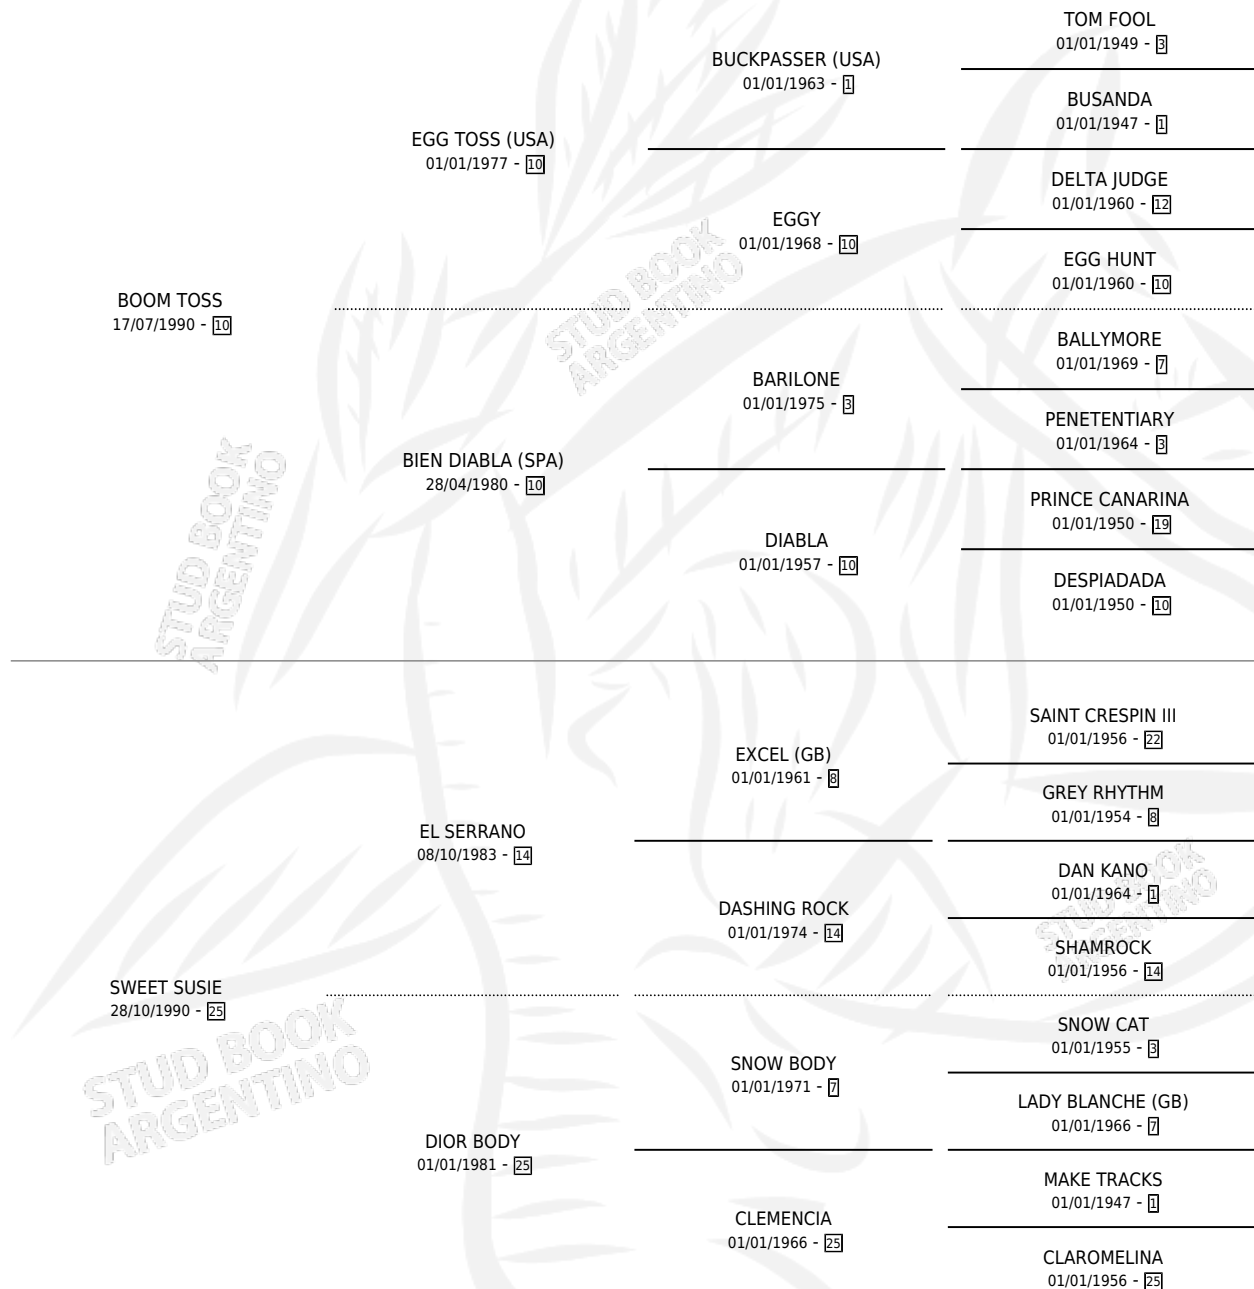 TOM FOOL
01/01/1949 - 3
BUCKPASSER (USA)
01/01/1963 - 1
BUSANDA
01/01/1947 - 1
EGG TOSS (USA)
01/01/1977 - 10
DELTA JUDGE
01/01/1960 - 12
EGGY
01/01/1968 - 10
EGG HUNT
01/01/1960 - 10
BOOM TOSS
17/07/1990 - 10
BALLYMORE
01/01/1969 - 7
BARILONE
01/01/1975 - 3
PENETENTIARY
01/01/1964 - 3
BIEN DIABLA (SPA)
28/04/1980 - 10
PRINCE CANARINA
01/01/1950 - 19
DIABLA
01/01/1957 - 10
DESPIADADA
01/01/1950 - 10
SAINT CRESPIN III
01/01/1956 - 22
EXCEL (GB)
01/01/1961 - 8
GREY RHYTHM
01/01/1954 - 8
EL SERRANO
08/10/1983 - 14
DAN KANO
01/01/1964 - 1
DASHING ROCK
01/01/1974 - 14
SHAMROCK
01/01/1956 - 14
SWEET SUSIE
28/10/1990 - 25
SNOW CAT
01/01/1955 - 3
SNOW BODY
01/01/1971 - 7
LADY BLANCHE (GB)
01/01/1966 - 7
DIOR BODY
01/01/1981 - 25
MAKE TRACKS
01/01/1947 - 1
CLEMENCIA
01/01/1966 - 25
CLAROMELINA
01/01/1956 - 25
STUD BOOK
ARGENTINO
STUD BOOK
ARGENTINO
STUD BOOK
ARGENTINO
STUD BOOK
ARGENTINO